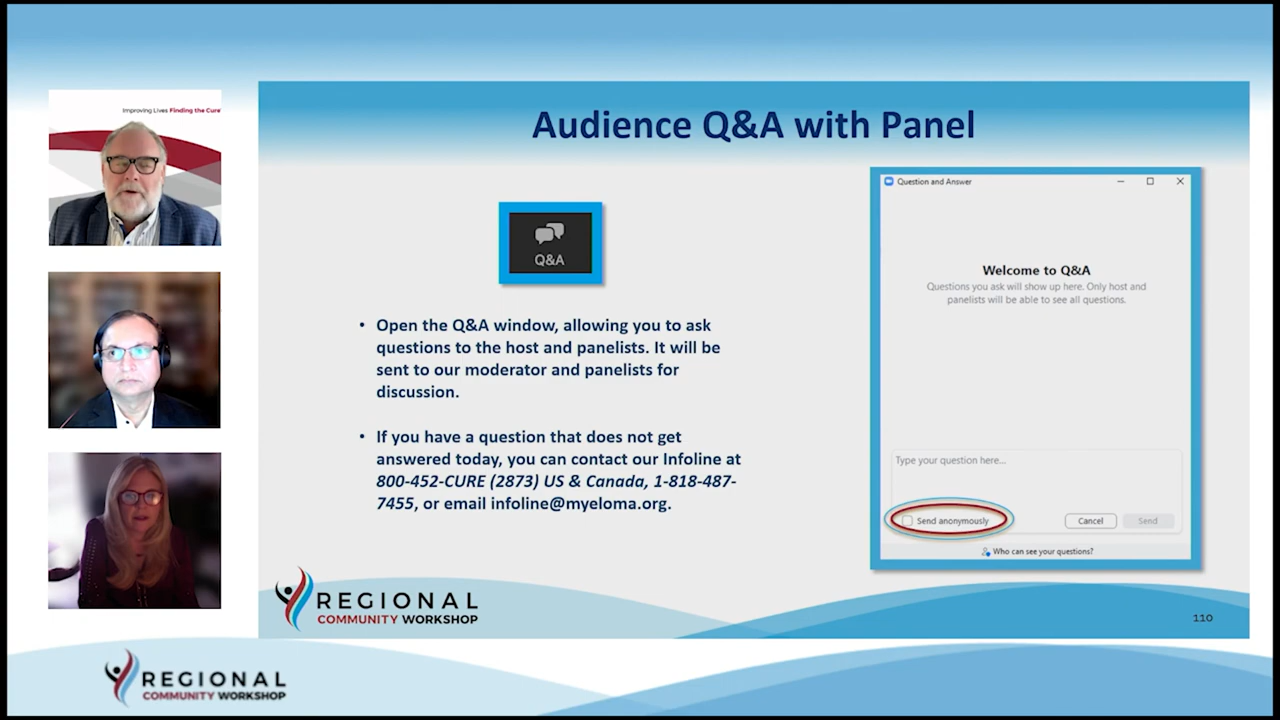 Improving Lives Finding the Cure
Audience Q&A with Panel
Q&A
• Open the Q&A window, allowing you to ask
questions to the host and panelists. It will be
sent to our moderator and panelists for
discussion.
• If you have a question that does not get
answered today, you can contact our Infoline at
800-452-CURE (2873) US & Canada, 1-818-487-
7455, or email infoline@myeloma.org.
Question and Answer
Welcome to Q&A
Questions you ask will show up here. Only host and
panelists will be able to see all questions.
Type your question here...
Send anonymously
Cancel
Send
Who can see your questions?
REGIONAL
COMMUNITY WORKSHOP
110
REGIONAL
COMMUNITY WORKSHOP